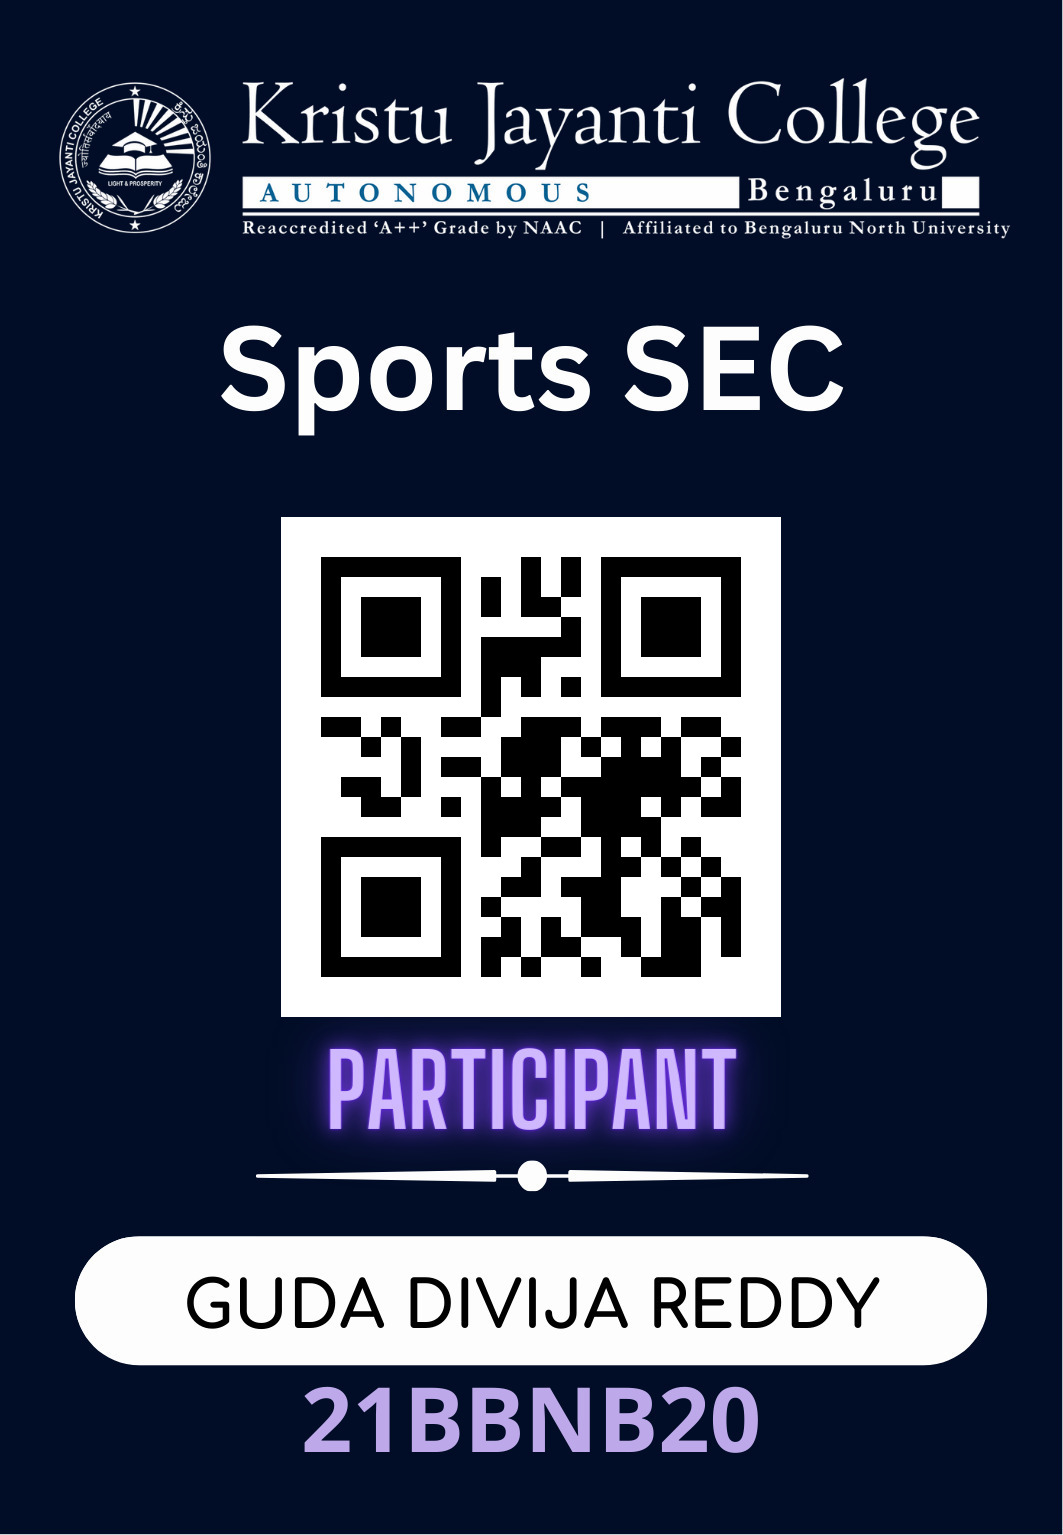 Kristu Jayanti College
AUTONOMOUS Bengaluru
Reaccredited ‘A++’ Grade by NAAC | Affiliated to Bengaluru North University
KRISTU JAYANTI COLLEGE
LIGHT & PROSPERITY
Sports SEC
PARTICIPANT
GUDA DIVIJA REDDY
21BBNB20